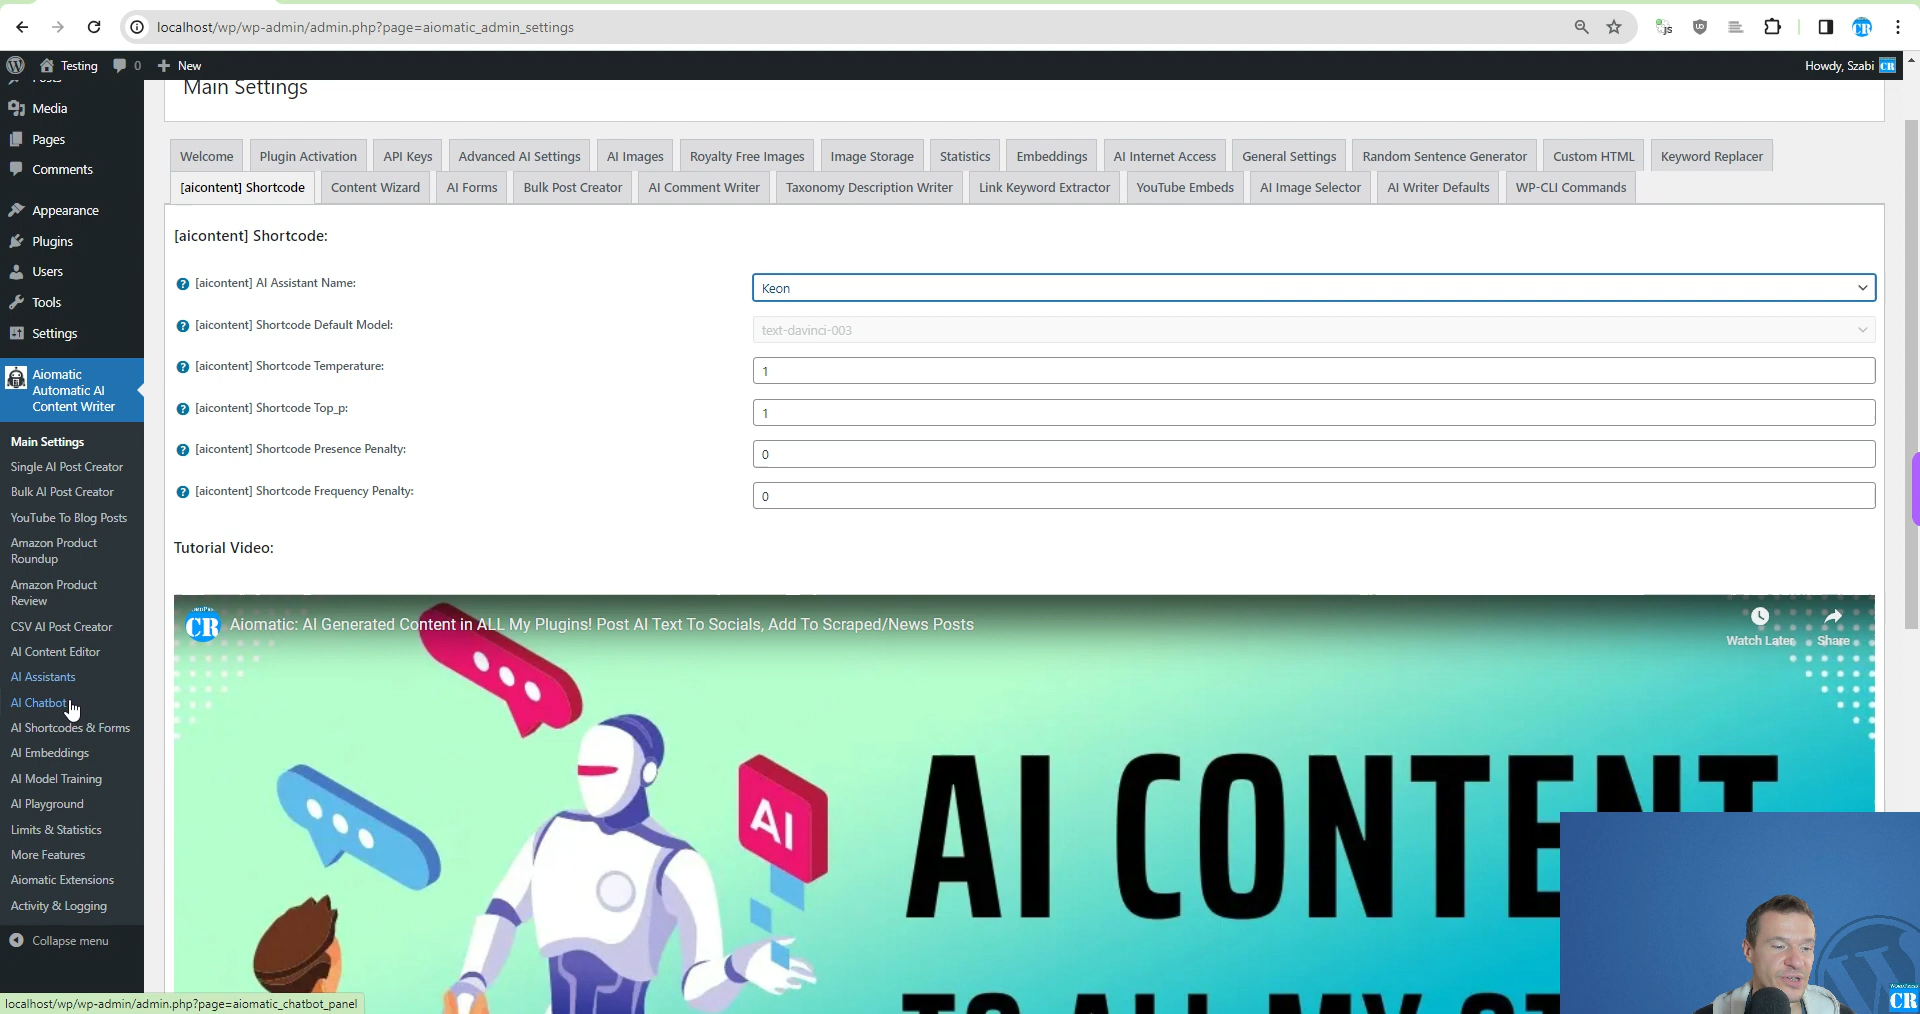 localhost/wp/wp-admin/admin.php?page=aiomatic_admin_settings
Testing 0 New
Howdy, Szabi CR
Posts
Media
Pages
Comments
Appearance
Plugins
Users
Tools
Settings
Aiomatic
Automatic AI
Content Writer
Main Settings
Single AI Post Creator
Bulk AI Post Creator
YouTube To Blog Posts
Amazon Product
Roundup
Amazon Product
Review
CSV AI Post Creator
AI Content Editor
AI Assistants
AI Chatbot
AI Shortcodes & Forms
AI Embeddings
AI Model Training
AI Playground
Limits & Statistics
More Features
Aiomatic Extensions
Activity & Logging
Collapse menu
localhost/wp/wp-admin/admin.php?page=aiomatic_chatbot_panel
Main Settings
Welcome Plugin Activation API Keys Advanced AI Settings AI Images Royalty Free Images Image Storage Statistics Embeddings AI Internet Access General Settings Random Sentence Generator Custom HTML Keyword Replacer
[aicontent] Shortcode Content Wizard AI Forms Bulk Post Creator AI Comment Writer Taxonomy Description Writer Link Keyword Extractor YouTube Embeds AI Image Selector AI Writer Defaults WP-CLI Commands
[aicontent] Shortcode:
[aicontent] AI Assistant Name: Keon
[aicontent] Shortcode Default Model: text-davinci-003
[aicontent] Shortcode Temperature: 1
[aicontent] Shortcode Top_p: 1
[aicontent] Shortcode Presence Penalty: 0
[aicontent] Shortcode Frequency Penalty: 0
Tutorial Video:
CR Aiomatic: AI Generated Content in ALL My Plugins! Post AI Text To Socials, Add To Scraped/News Posts
Watch Later Share
AI
AI CONTENT
TO ALL MY
CR